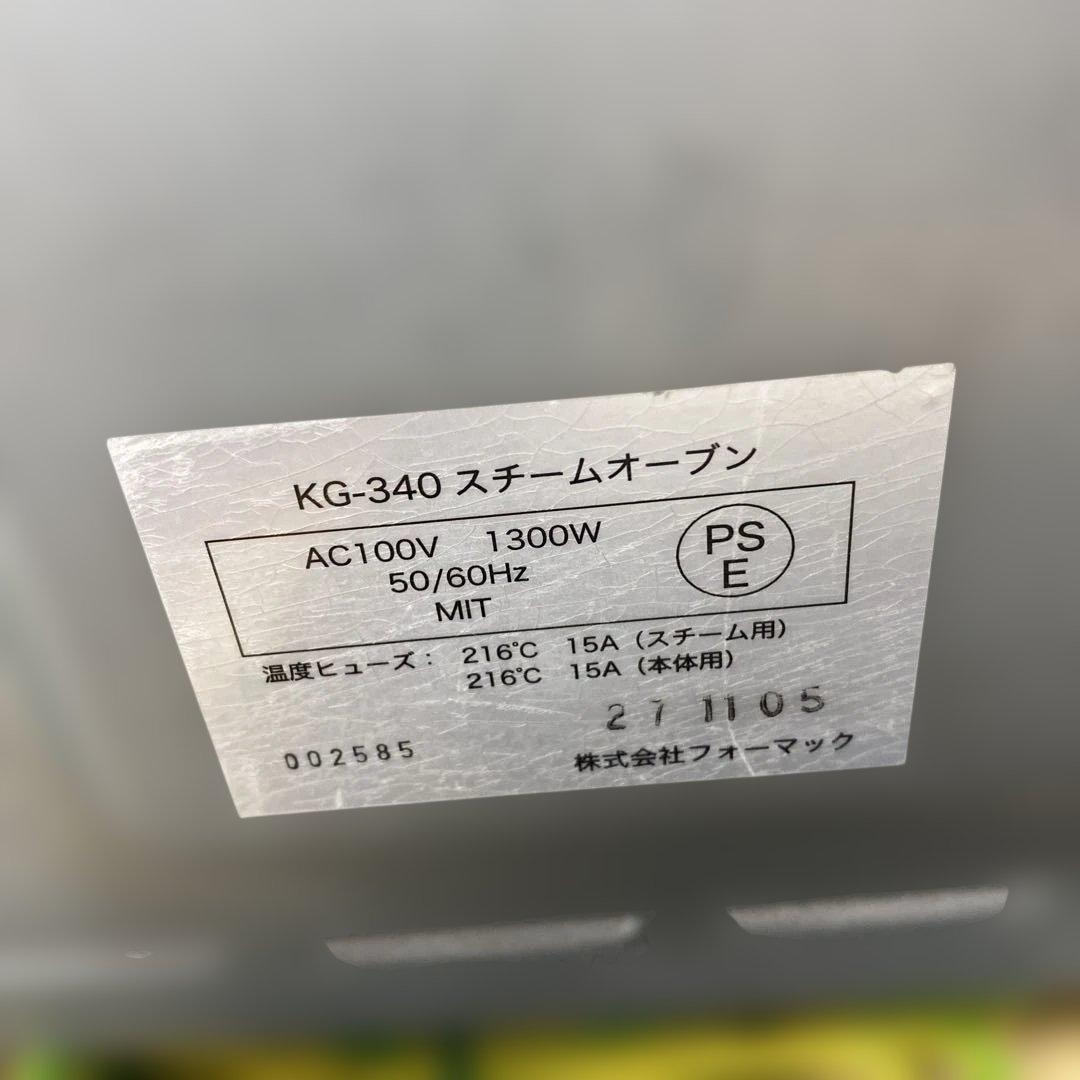 KG-340 スチームオーブン
AC100V 1300W
50/60Hz
MIT
PS
E
温度ヒューズ： 216℃ 15A（スチーム用）
216℃ 15A（本体用）
27 11 05
002585
株式会社フォーマック